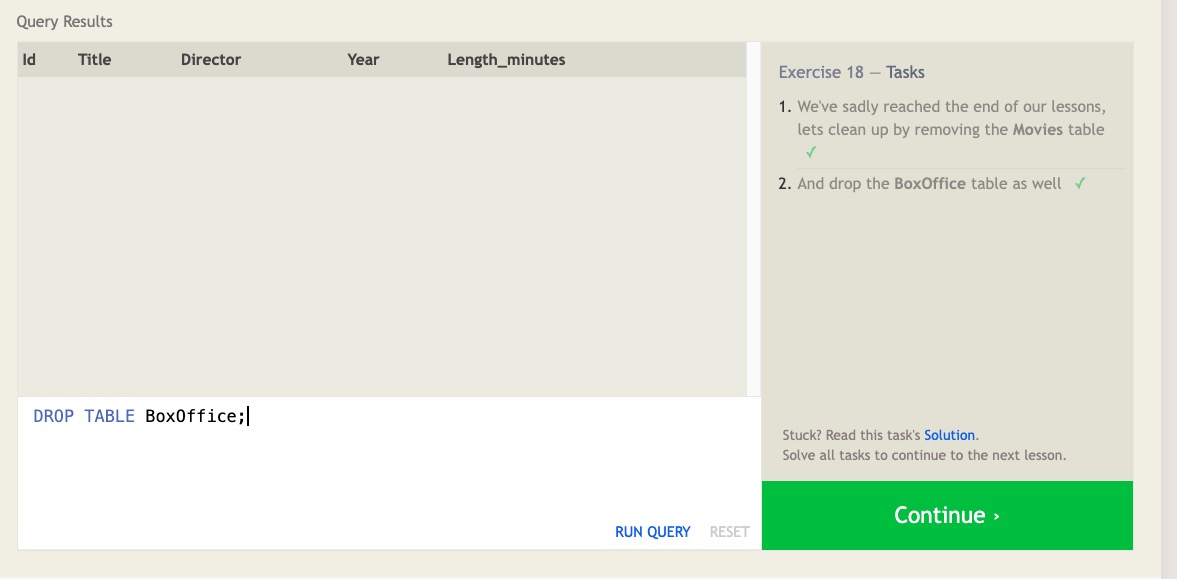 Query Results
Id Title Director Year Length_minutes
Exercise 18 — Tasks
1. We've sadly reached the end of our lessons,
lets clean up by removing the Movies table
✓
2. And drop the BoxOffice table as well ✓
DROP TABLE BoxOffice;
Stuck? Read this task's Solution.
Solve all tasks to continue to the next lesson.
RUN QUERY RESET
Continue ›